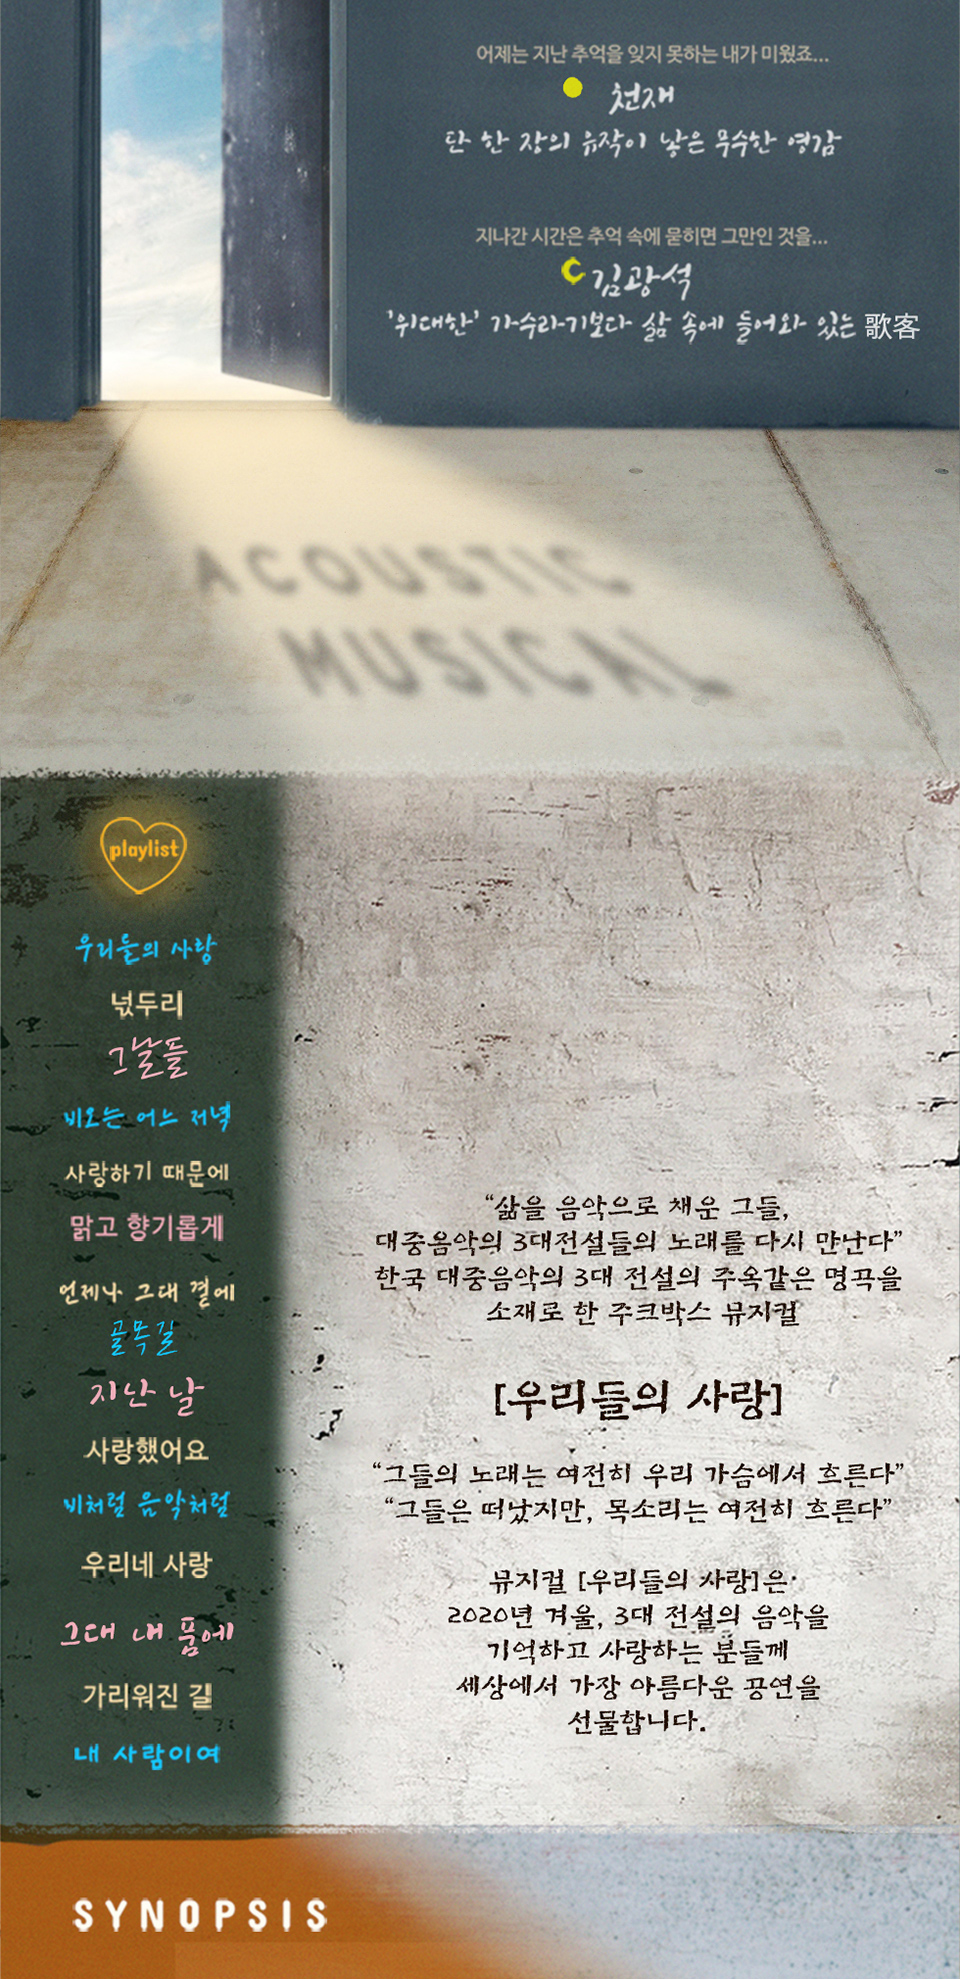 어제는 지난 추억을 잊지 못하는 내가 미웠죠...
천재
단 한 장의 유작이 낳은 무수한 영감
지나간 시간은 추억 속에 묻히면 그만인 것을...
김광석
'위대한' 가수라기보다 삶 속에 들어와 있는 歌客
ACOUSTIC
MUSICAL
playlist
우리들의 사랑
넋두리
그날들
비오는 어느 저녁
사랑하기 때문에
맑고 향기롭게
언제나 그대 곁에
골목길
지난 날
사랑했어요
비처럼 음악처럼
우리네 사랑
그대 내 품에
가리워진 길
내 사람이여
“삶을 음악으로 채운 그들,
대중음악의 3대전설들의 노래를 다시 만난다”
한국 대중음악의 3대 전설의 주옥같은 명곡을
소재로 한 주크박스 뮤지컬
[우리들의 사랑]
“그들의 노래는 여전히 우리 가슴에서 흐른다”
“그들은 떠났지만, 목소리는 여전히 흐른다”
뮤지컬 [우리들의 사랑]은
2020년 겨울, 3대 전설의 음악을
기억하고 사랑하는 분들께
세상에서 가장 아름다운 공연을
선물합니다.
SYNOPSIS